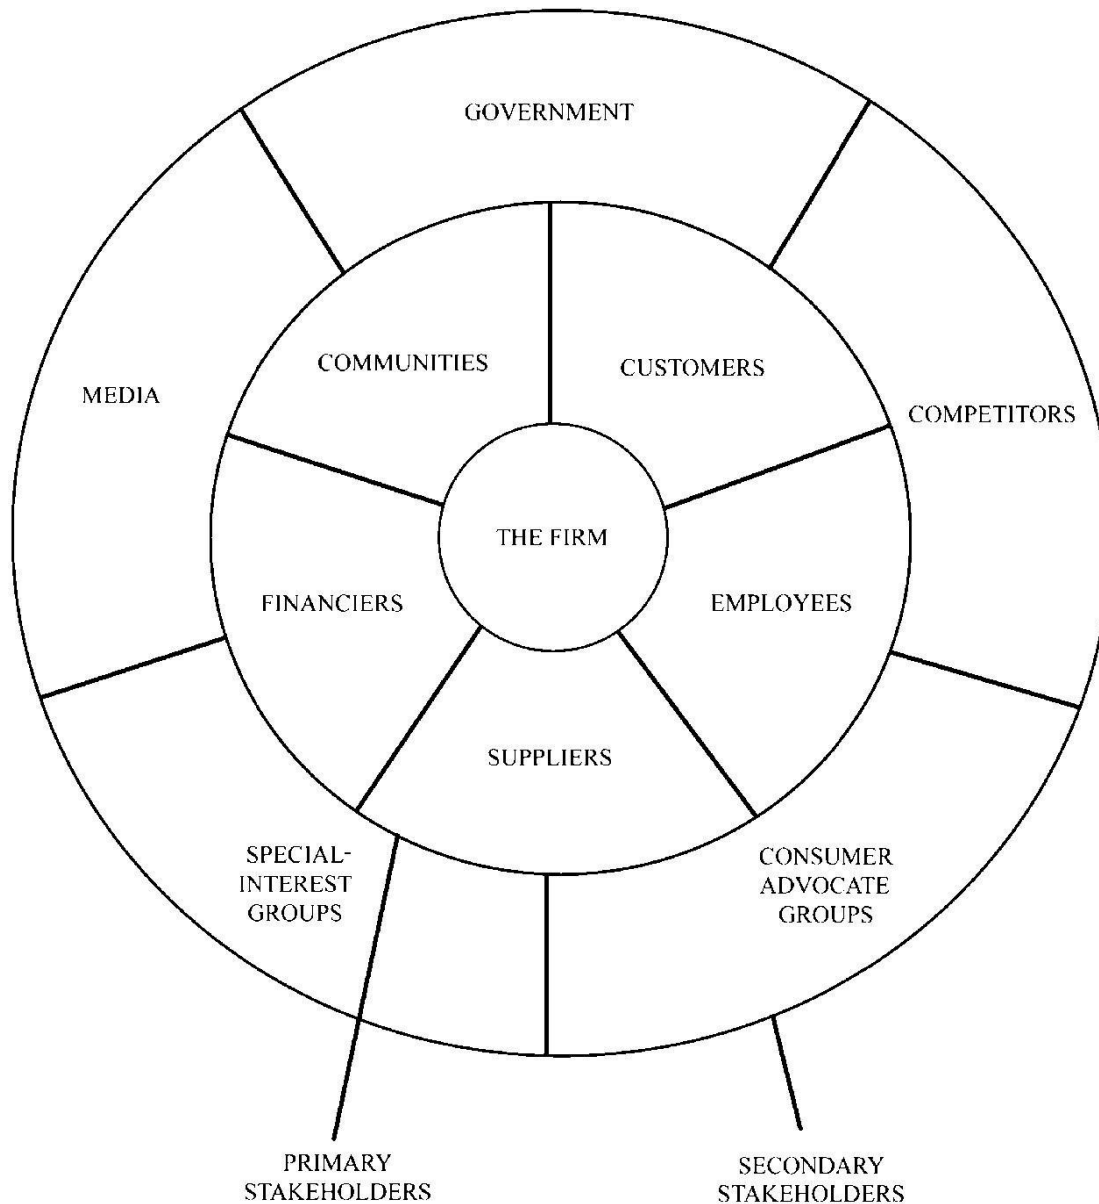 GOVERNMENT
COMMUNITIES
CUSTOMERS
MEDIA
COMPETITORS
THE FIRM
FINANCIERS
EMPLOYEES
SUPPLIERS
SPECIAL-
INTEREST
GROUPS
CONSUMER
ADVOCATE
GROUPS
PRIMARY
STAKEHOLDERS
SECONDARY
STAKEHOLDERS